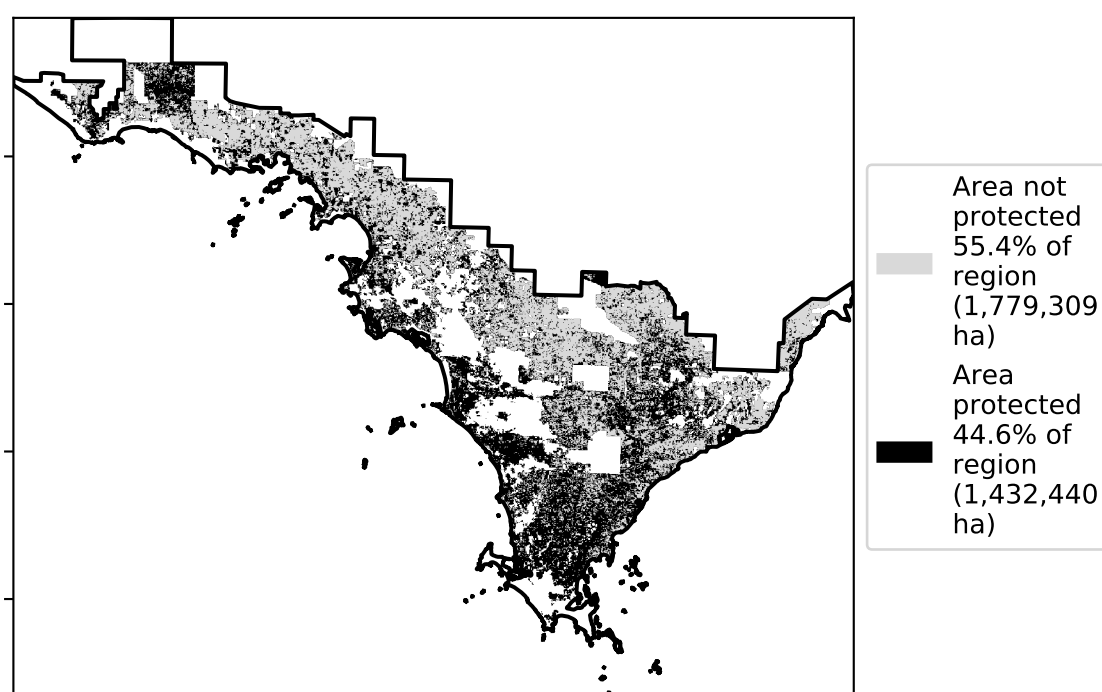 Area not
protected
55.4% of
region
(1,779,309
ha)
Area
protected
44.6% of
region
(1,432,440
ha)